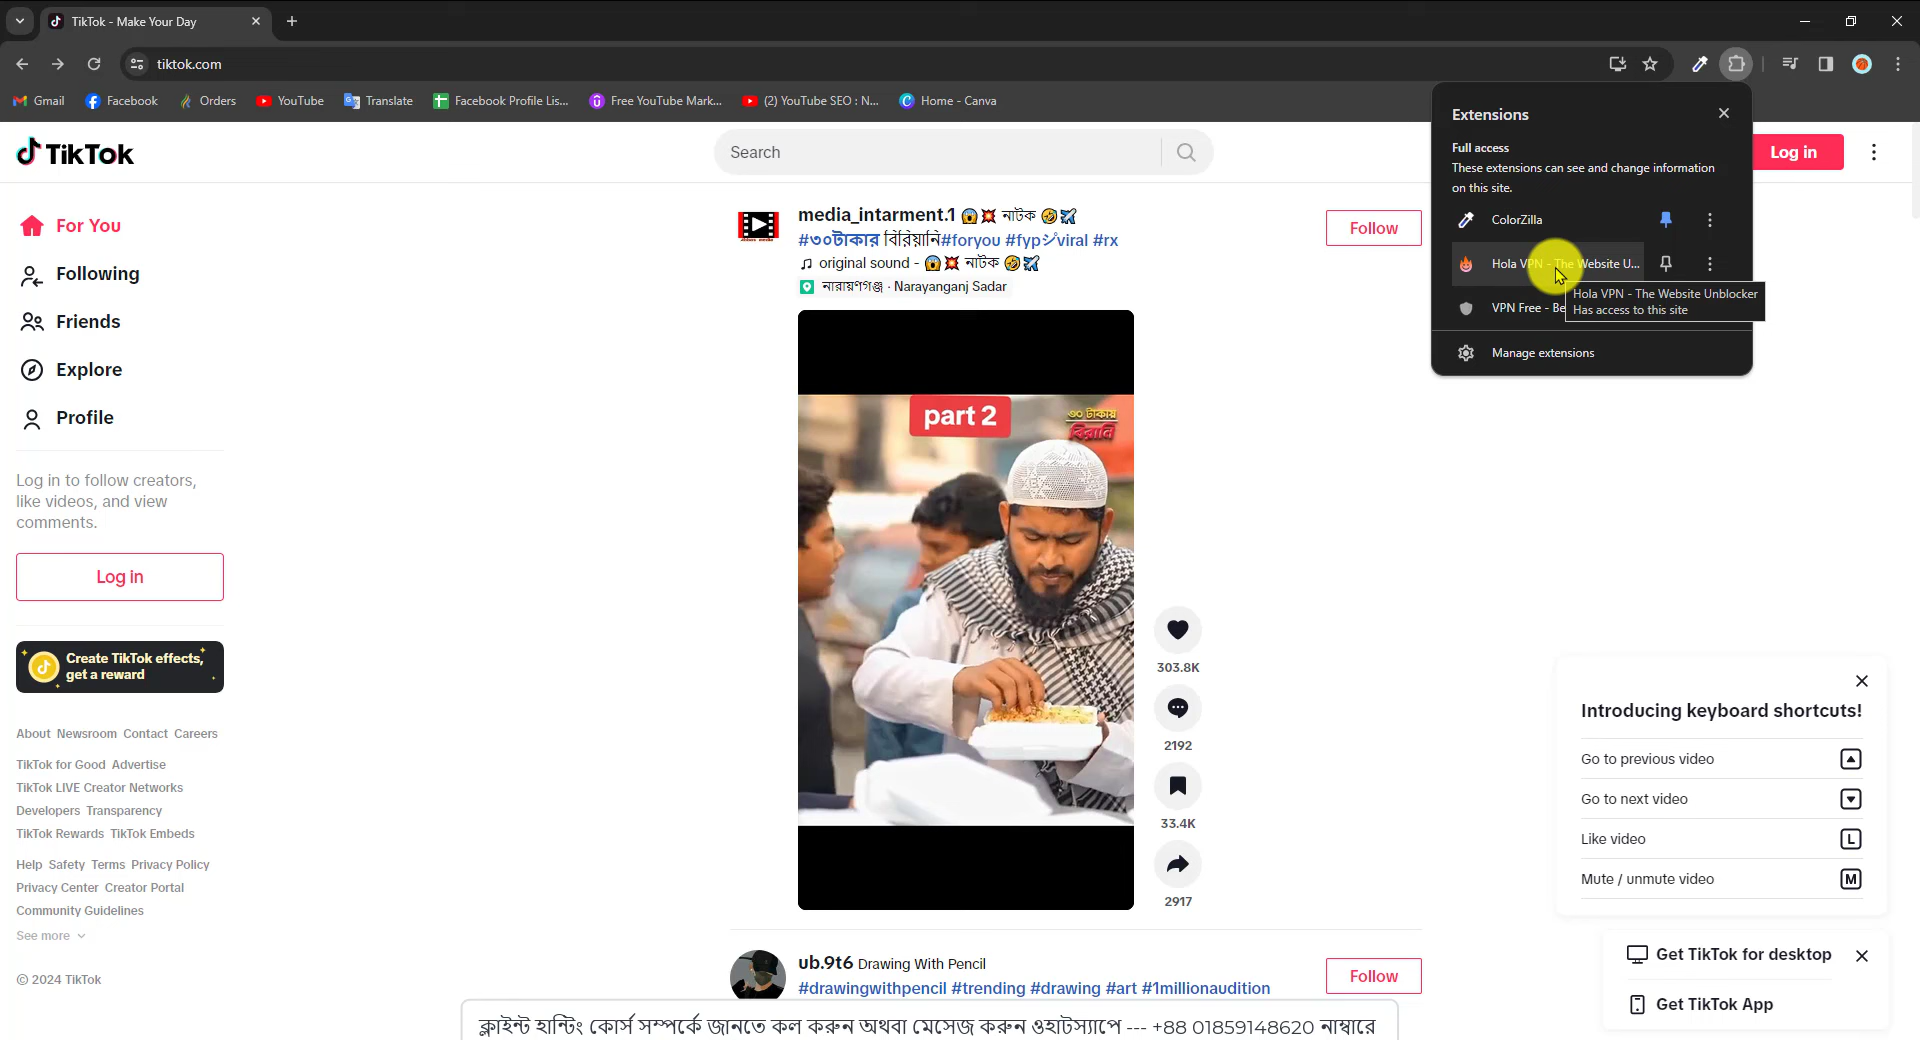 TikTok - Make Your Day
tiktok.com
Gmail
Facebook
Orders
YouTube
Translate
Facebook Profile Lis...
Free YouTube Mark...
(2) YouTube SEO : N...
Home - Canva
TikTok
Search
Log in
Extensions
Full access
These extensions can see and change information
on this site.
ColorZilla
Hola VPN - The Website U...
Hola VPN - The Website Unblocker
Has access to this site
VPN Free - Be
Manage extensions
For You
Following
Friends
Explore
Profile
Log in to follow creators,
like videos, and view
comments.
Log in
Create TikTok effects,
get a reward
About Newsroom Contact Careers
TikTok for Good Advertise
TikTok LIVE Creator Networks
Developers Transparency
TikTok Rewards TikTok Embeds
Help Safety Terms Privacy Policy
Privacy Center Creator Portal
Community Guidelines
See more
© 2024 TikTok
media_intarment.1 😱💥 নাটক 🤣✈️
#৩০টাকার বিরিয়ানি#foryou #fypシ゚viral #rx
original sound - 😱💥 নাটক 🤣✈️
নারায়ণগঞ্জ · Narayanganj Sadar
Follow
part 2
৩০ টাকায়
বিরানি
303.8K
2192
33.4K
2917
ub.9t6 Drawing With Pencil
#drawingwithpencil #trending #drawing #art #1millionaudition
Follow
Introducing keyboard shortcuts!
Go to previous video
Go to next video
Like video L
Mute / unmute video M
Get TikTok for desktop
Get TikTok App
ক্লাইন্ট হান্টিং কোর্স সম্পর্কে জানতে কল করুন অথবা মেসেজ করুন ওহাটস্যাপে --- +88 01859148620 নাম্বারে